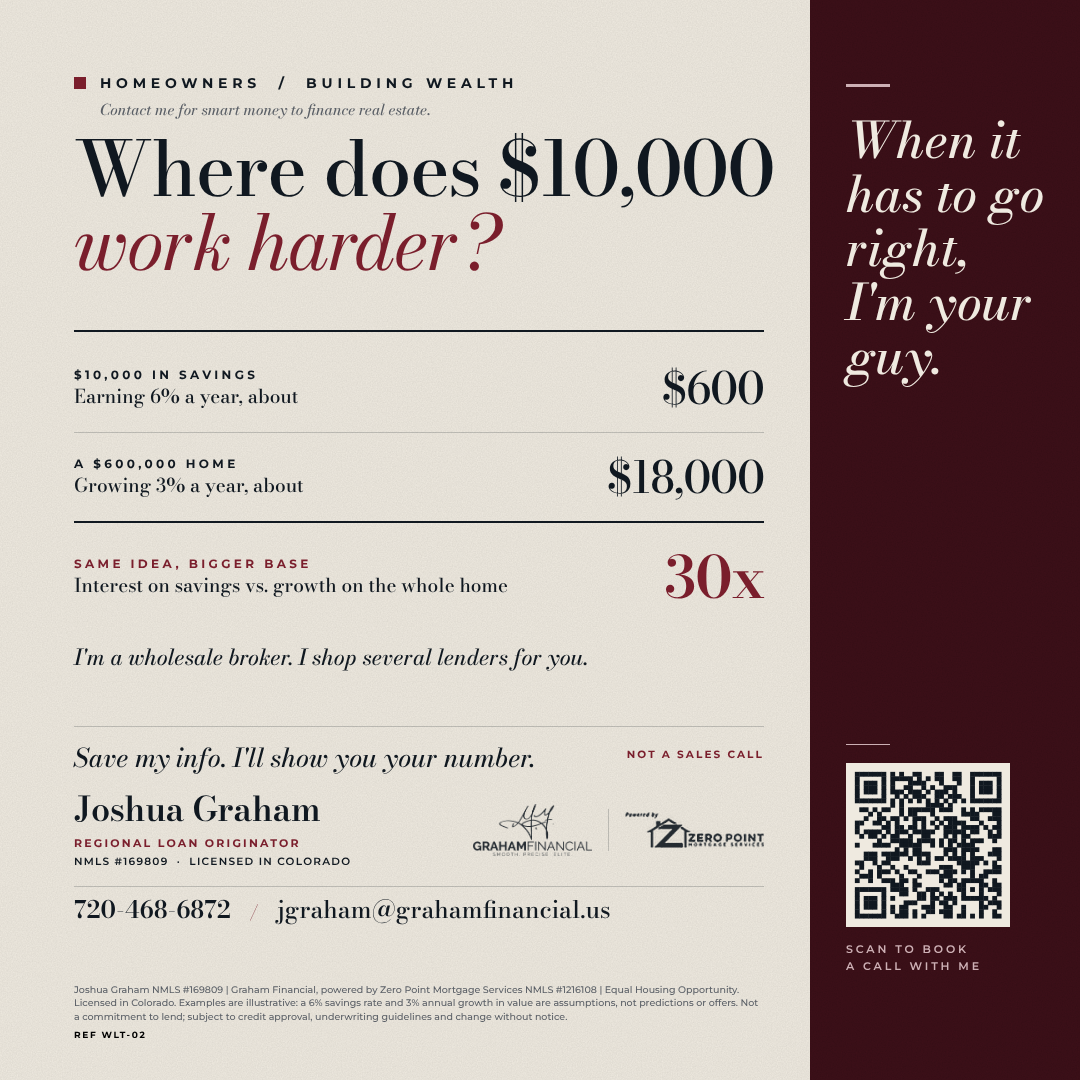 HOMEOWNERS / BUILDING WEALTH
Contact me for smart money to finance real estate.
Where does $10,000
work harder?
$10,000 IN SAVINGS
Earning 6% a year, about
$600
A $600,000 HOME
Growing 3% a year, about
$18,000
SAME IDEA, BIGGER BASE
Interest on savings vs. growth on the whole home
30x
I'm a wholesale broker. I shop several lenders for you.
Save my info. I'll show you your number.
NOT A SALES CALL
Joshua Graham
REGIONAL LOAN ORIGINATOR
NMLS #169809 · LICENSED IN COLORADO
GRAHAMFINANCIAL
SMOOTH. PRECISE. ELITE.
Powered by
ZERO POINT
MORTGAGE SERVICES
720-468-6872 / jgraham@grahamfinancial.us
Joshua Graham NMLS #169809 | Graham Financial, powered by Zero Point Mortgage Services NMLS #1216108 | Equal Housing Opportunity.
Licensed in Colorado. Examples are illustrative: a 6% savings rate and 3% annual growth in value are assumptions, not predictions or offers. Not
a commitment to lend; subject to credit approval, underwriting guidelines and change without notice.
REF WLT-02
When it
has to go
right,
I'm your
guy.
SCAN TO BOOK
A CALL WITH ME